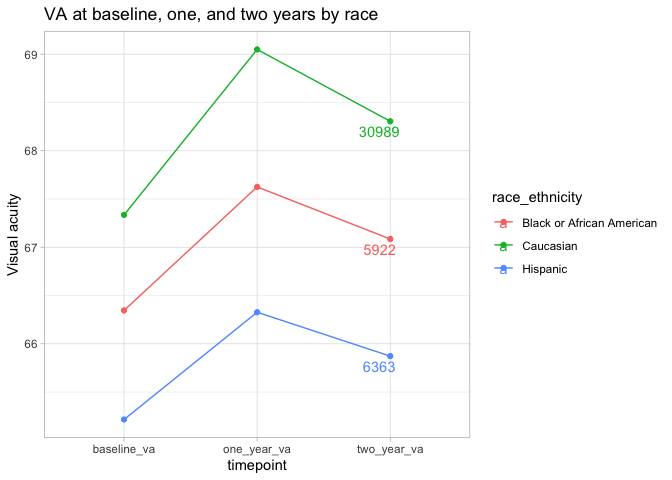 VA at baseline, one, and two years by race
69
68
67
66
Visual acuity
30989
5922
6363
baseline_va
one_year_va
two_year_va
timepoint
race_ethnicity
a Black or African American
a Caucasian
a Hispanic